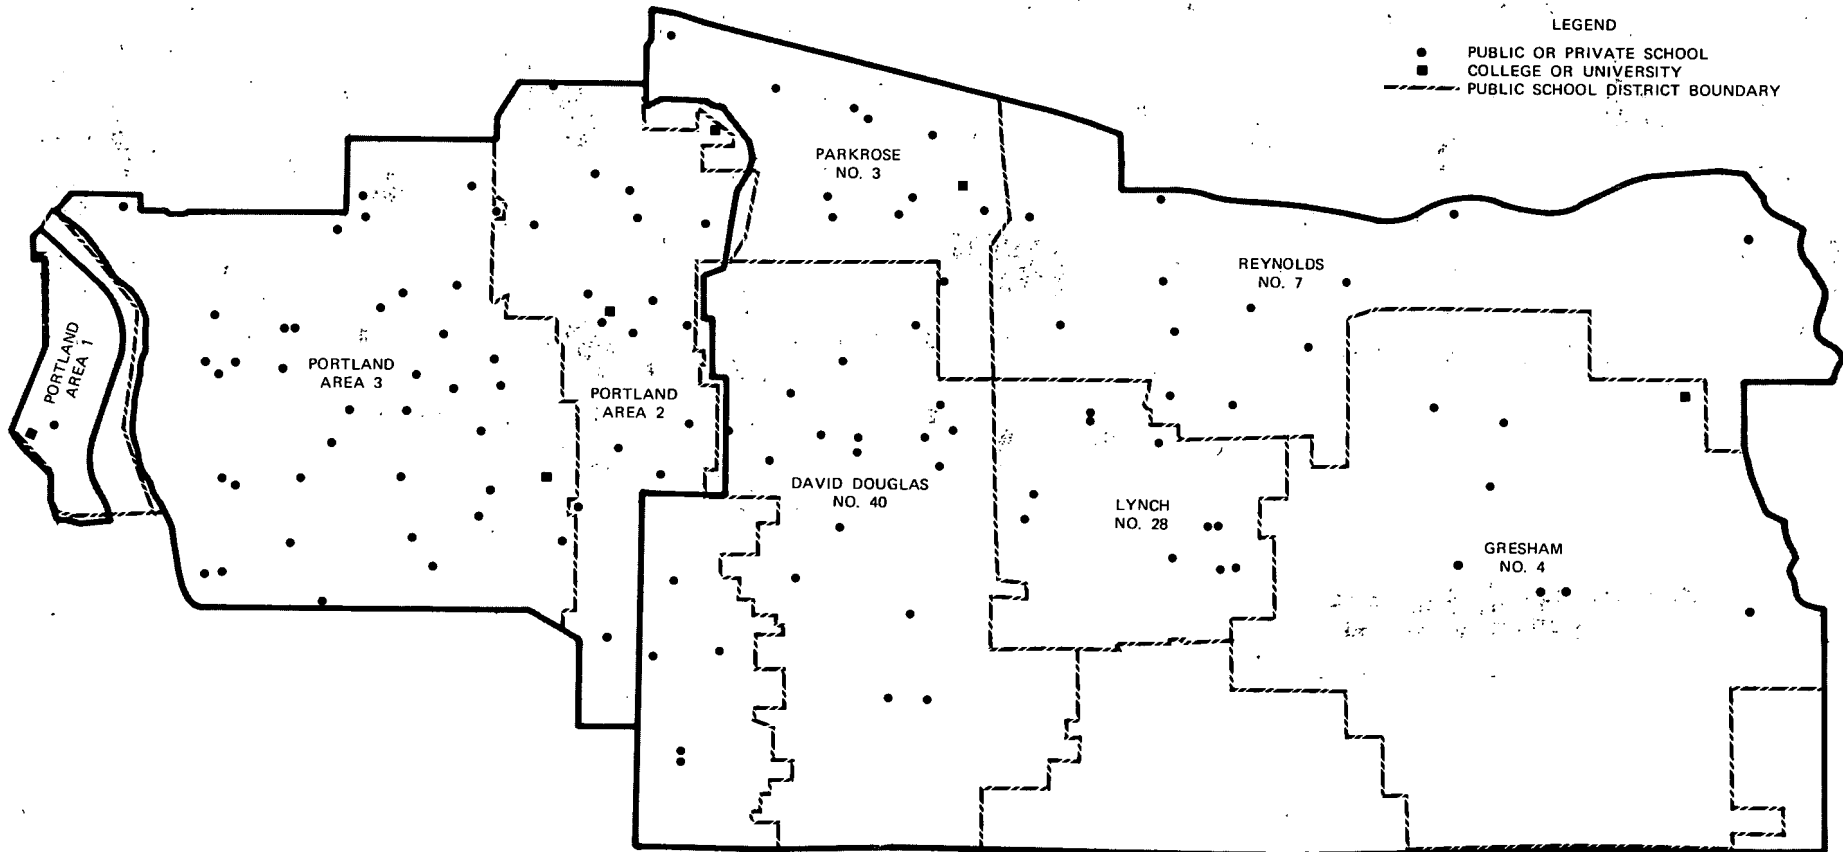 LEGEND
PUBLIC OR PRIVATE SCHOOL
COLLEGE OR UNIVERSITY
PUBLIC SCHOOL DISTRICT BOUNDARY
PARKROSE
NO. 3
REYNOLDS
NO. 7
PORTLAND
AREA 1
PORTLAND
AREA 3
PORTLAND
AREA 2
DAVID DOUGLAS
NO. 40
LYNCH
NO. 28
GRESHAM
NO. 4